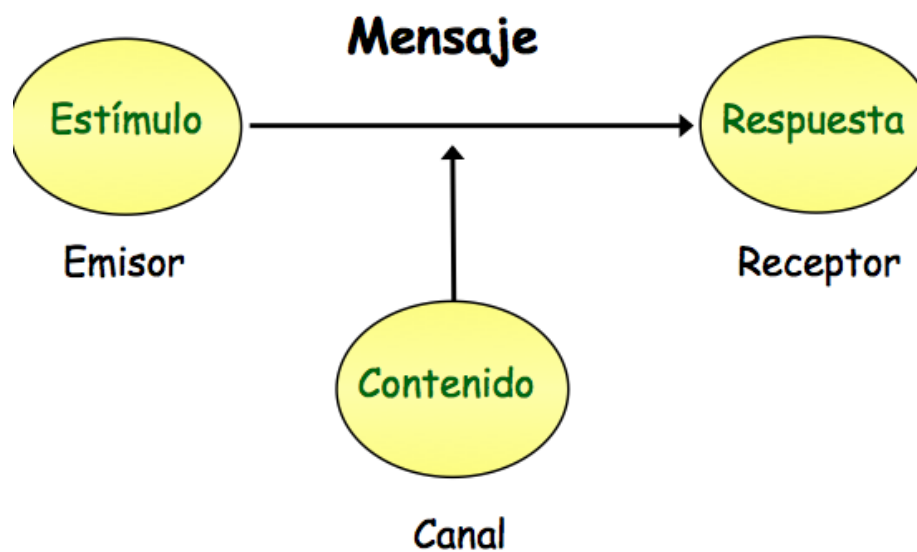 Mensaje
Estímulo
Respuesta
Emisor
Receptor
Contenido
Canal